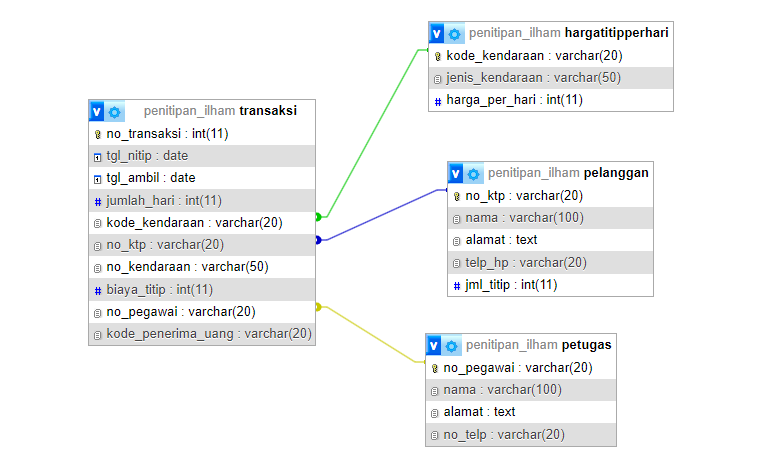 penitipan_ilham transaksi
no_transaksi : int(11)
tgl_nitip : date
tgl_ambil : date
jumlah_hari : int(11)
kode_kendaraan : varchar(20)
no_ktp : varchar(20)
no_kendaraan : varchar(50)
biaya_titip : int(11)
no_pegawai : varchar(20)
kode_penerima_uang : varchar(20)
penitipan_ilham hargatitipperhari
kode_kendaraan : varchar(20)
jenis_kendaraan : varchar(50)
harga_per_hari : int(11)
penitipan_ilham pelanggan
no_ktp : varchar(20)
nama : varchar(100)
alamat : text
telp_hp : varchar(20)
jml_titip : int(11)
penitipan_ilham petugas
no_pegawai : varchar(20)
nama : varchar(100)
alamat : text
no_telp : varchar(20)